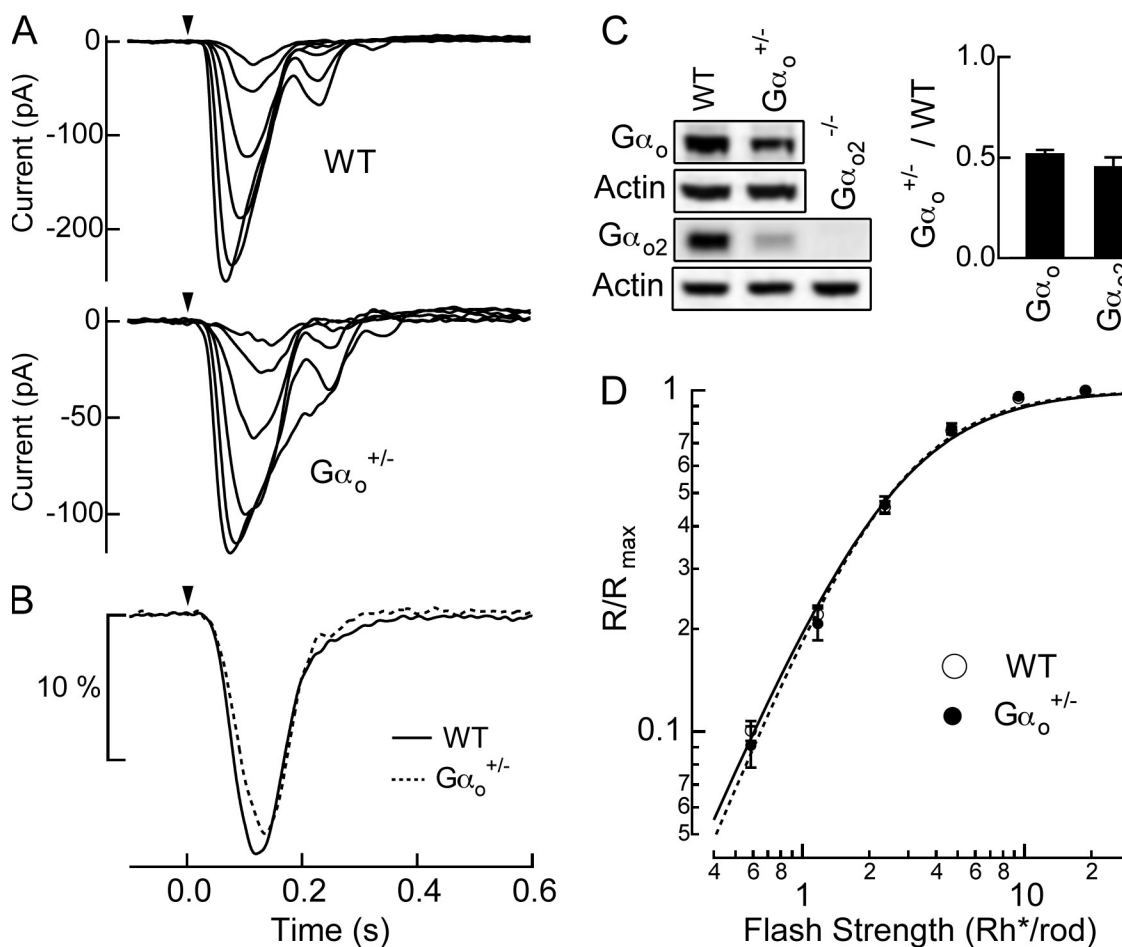 A
0
-100
-200
Current (pA)
WT
0
-50
-100
Current (pA)
Gαo+/-
B
10 %
WT
Gαo+/-
0.0 0.2 0.4 0.6
Time (s)
C
WT
Gαo+/-
Gαo2-/-
Gαo
Actin
Gαo2
Actin
Gαo+/- / WT
1.0
0.5
0.0
Gαo
Gαo2
D
R/Rmax
1
8
7
6
5
4
3
2
0.1
8
7
6
5
WT
Gαo+/-
4 6 8 1 2 4 6 8 10 2
Flash Strength (Rh*/rod)